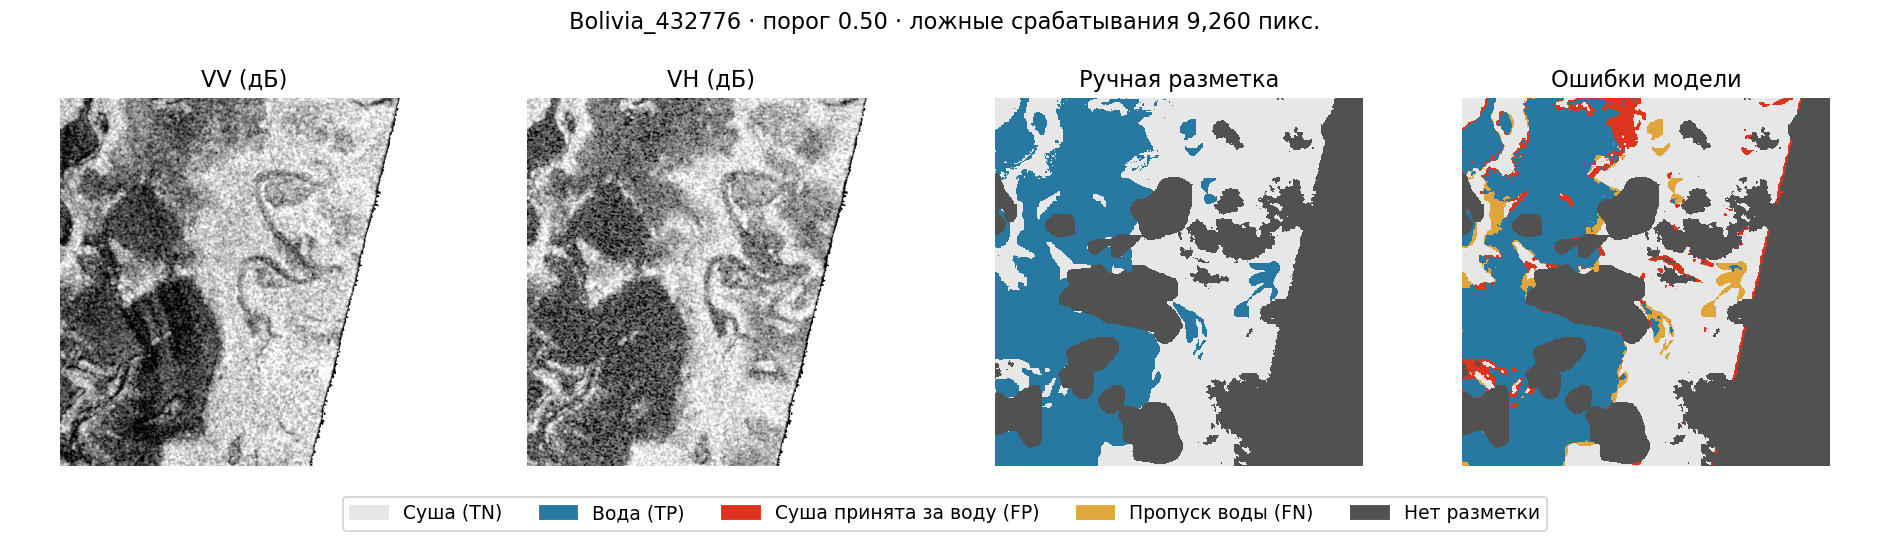 Bolivia_432776 · порог 0.50 · ложные срабатывания 9,260 пикс.
VV (дБ)
VH (дБ)
Ручная разметка
Ошибки модели
Суша (TN)
Вода (TP)
Суша принята за воду (FP)
Пропуск воды (FN)
Нет разметки